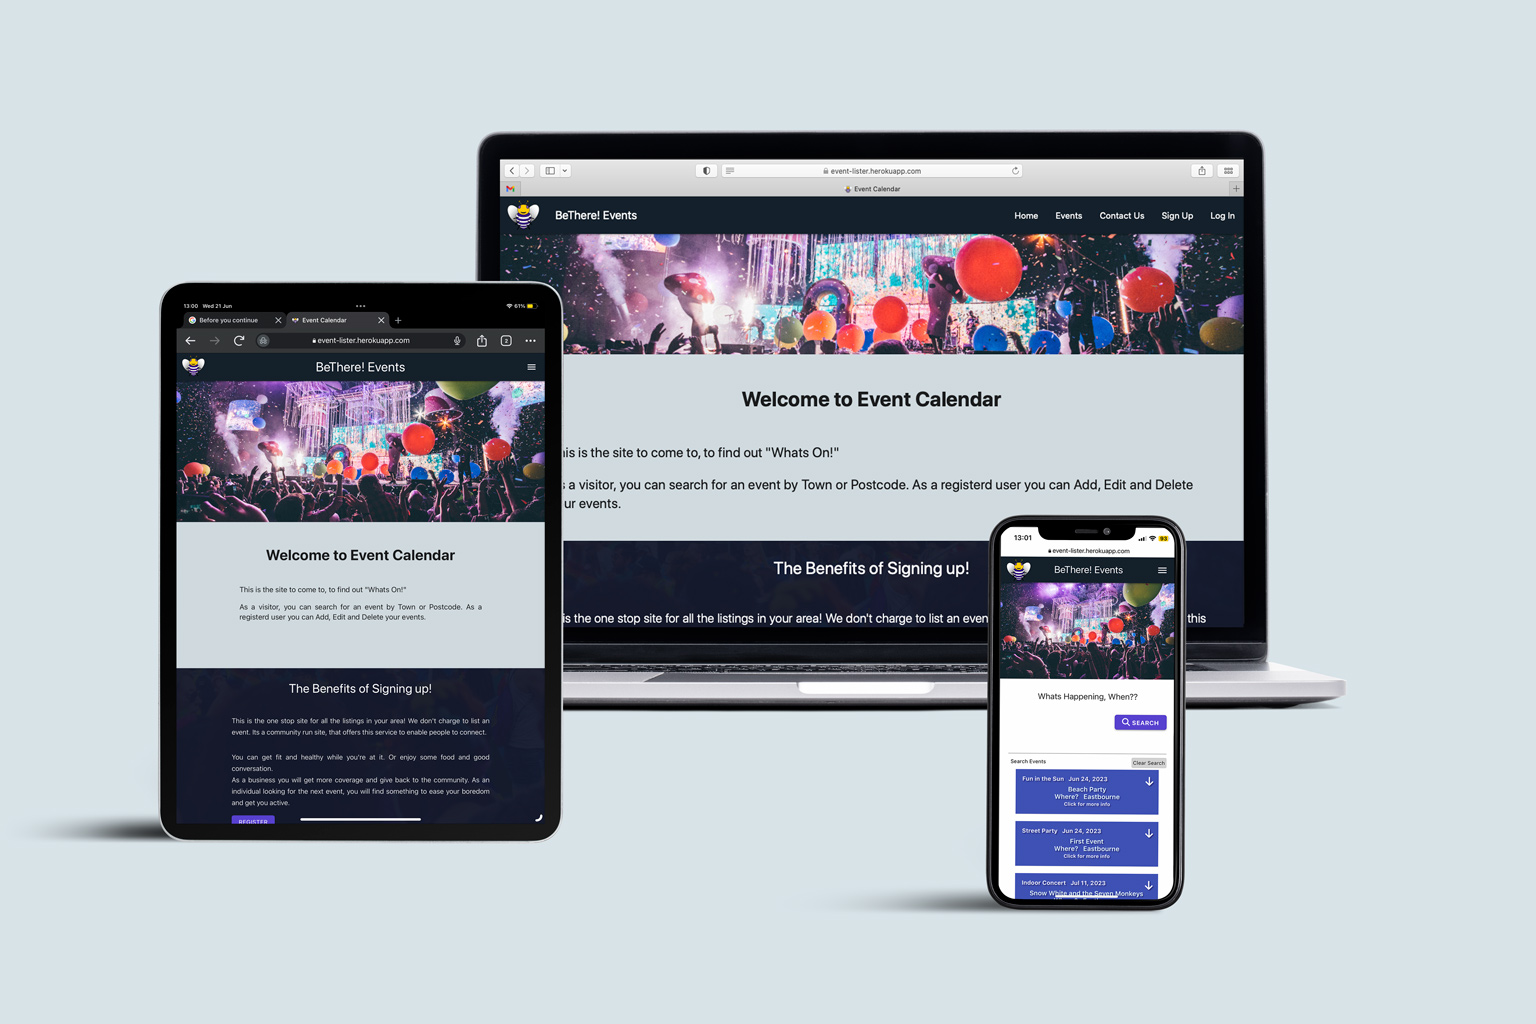 event-lister.herokuapp.com
Event Calendar
BeThere! Events
Home Events Contact Us Sign Up Log In
Welcome to Event Calendar
is is the site to come to, to find out "Whats On!"
a visitor, you can search for an event by Town or Postcode. As a registerd user you can Add, Edit and Delete
ur events.
The Benefits of Signing up!
is the one stop site for all the listings in your area! We don't charge to list an even
this
13:00 Wed 21 Jun
61%
Before you continue
Event Calendar
event-lister.herokuapp.com
2
BeThere! Events
Welcome to Event Calendar
This is the site to come to, to find out "Whats On!"
As a visitor, you can search for an event by Town or Postcode. As a
registerd user you can Add, Edit and Delete your events.
The Benefits of Signing up!
This is the one stop site for all the listings in your area! We don't charge to list an
event. Its a community run site, that offers this service to enable people to connect.
You can get fit and healthy while you're at it. Or enjoy some food and good
conversation.
As a business you will get more coverage and give back to the community. As an
individual looking for the next event, you will find something to ease your boredom
and get you active.
REGISTER
13:01
93
event-lister.herokuapp.com
BeThere! Events
Whats Happening, When??
SEARCH
Search Events
Clear Search
Fun in the Sun Jun 24, 2023
Beach Party
Where? Eastbourne
Click for more info
Street Party Jun 24, 2023
First Event
Where? Eastbourne
Click for more info
Indoor Concert Jul 11, 2023
Snow White and the Seven Monkeys